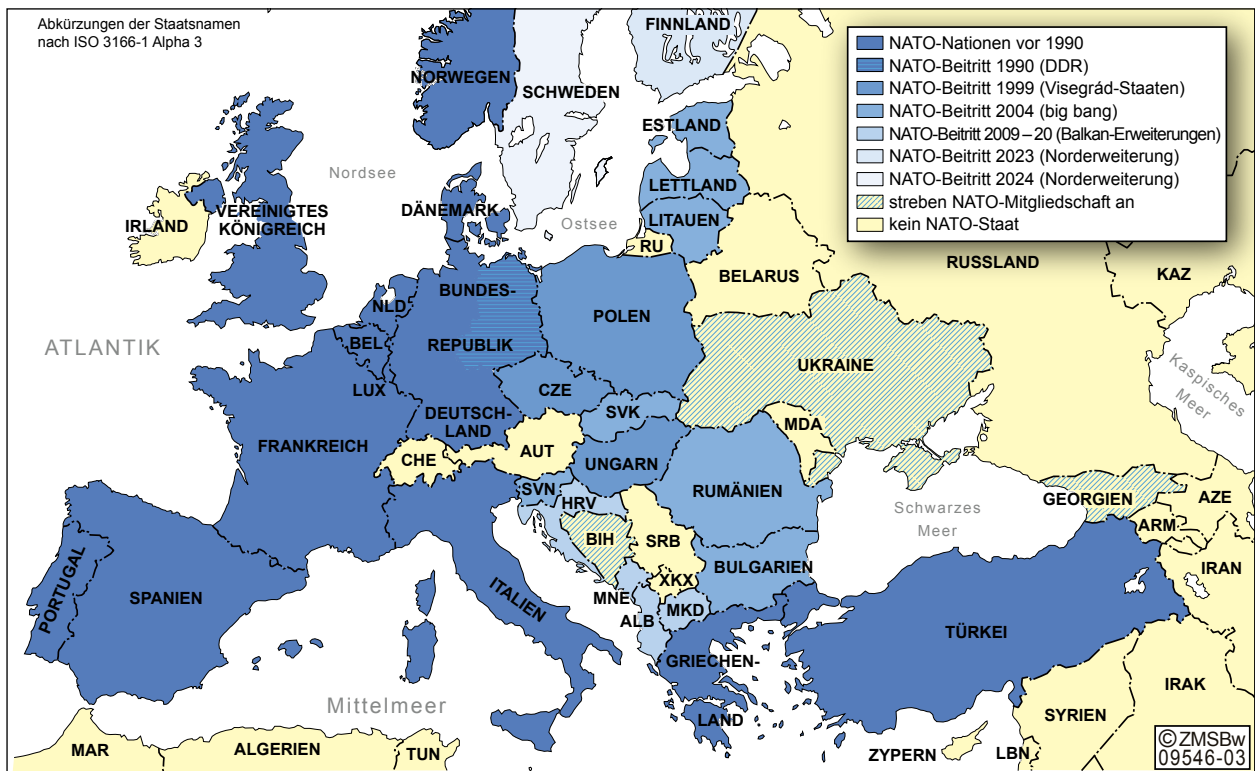 Abkürzungen der Staatsnamen
nach ISO 3166-1 Alpha 3
NATO-Nationen vor 1990
NATO-Beitritt 1990 (DDR)
NATO-Beitritt 1999 (Visegrád-Staaten)
NATO-Beitritt 2004 (big bang)
NATO-Beitritt 2009–20 (Balkan-Erweiterungen)
NATO-Beitritt 2023 (Norderweiterung)
NATO-Beitritt 2024 (Norderweiterung)
streben NATO-Mitgliedschaft an
kein NATO-Staat
FINNLAND
NORWEGEN
SCHWEDEN
ESTLAND
Nordsee
LETTLAND
DÄNEMARK
LITAUEN
Ostsee
IRLAND
VEREINIGTES
KÖNIGREICH
RU
BELARUS
RUSSLAND
KAZ
BUNDES-
REPUBLIK
DEUTSCH-
LAND
NLD
POLEN
BEL
ATLANTIK
UKRAINE
Kaspisches
Meer
LUX
CZE
SVK
MDA
FRANKREICH
CHE
AUT
UNGARN
RUMÄNIEN
SVN
HRV
GEORGIEN
AZE
Schwarzes
Meer
ARM
BIH
SRB
BULGARIEN
IRAN
XKX
PORTUGAL
SPANIEN
ITALIEN
MNE
MKD
ALB
TÜRKEI
GRIECHEN-
LAND
Mittelmeer
IRAK
SYRIEN
MAR
ALGERIEN
TUN
ZYPERN
LBN
©ZMSBw
09546-03